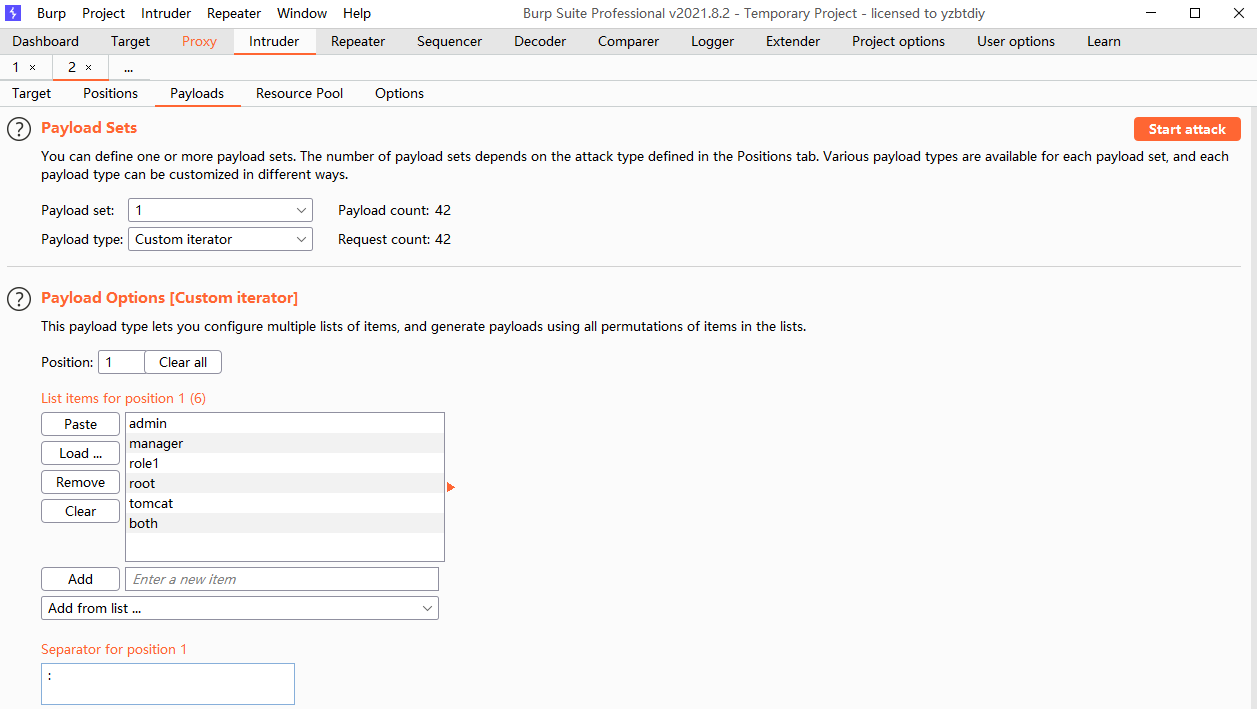 Burp Project Intruder Repeater Window Help Burp Suite Professional v2021.8.2 - Temporary Project - licensed to yzbtdiy
Dashboard Target Proxy Intruder Repeater Sequencer Decoder Comparer Logger Extender Project options User options Learn
1 × 2 × ...
Target Positions Payloads Resource Pool Options
? Payload Sets Start attack
You can define one or more payload sets. The number of payload sets depends on the attack type defined in the Positions tab. Various payload types are available for each payload set, and each
payload type can be customized in different ways.
Payload set: 1 Payload count: 42
Payload type: Custom iterator Request count: 42
? Payload Options [Custom iterator]
This payload type lets you configure multiple lists of items, and generate payloads using all permutations of items in the lists.
Position: 1 Clear all
List items for position 1 (6)
Paste admin
manager
Load ... role1
Remove root
Clear tomcat
both
Add Enter a new item
Add from list ...
Separator for position 1
: